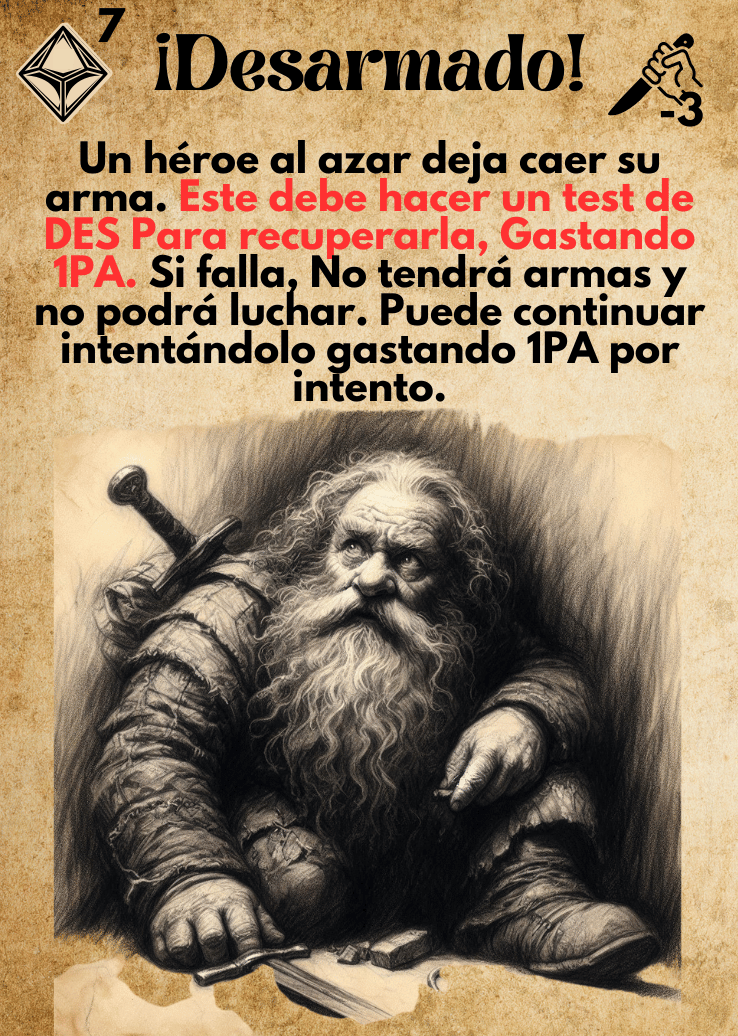 7
¡Desarmado!
-3
Un héroe al azar deja caer su
arma. Este debe hacer un test de
DES Para recuperarla, Gastando
1PA. Si falla, No tendrá armas y
no podrá luchar. Puede continuar
intentándolo gastando 1PA por
intento.